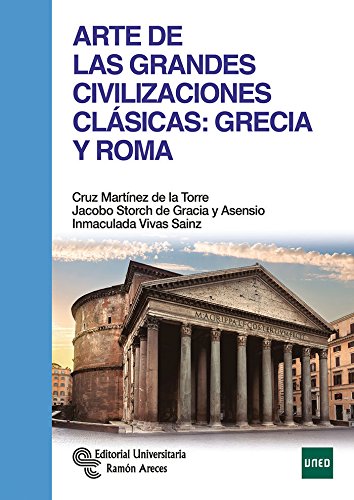 ARTE DE
LAS GRANDES
CIVILIZACIONES
CLÁSICAS: GRECIA
Y ROMA
Cruz Martínez de la Torre
Jacobo Storch de Gracia y Asensio
Inmaculada Vivas Sainz
Editorial Universitaria
Ramón Areces
UNED